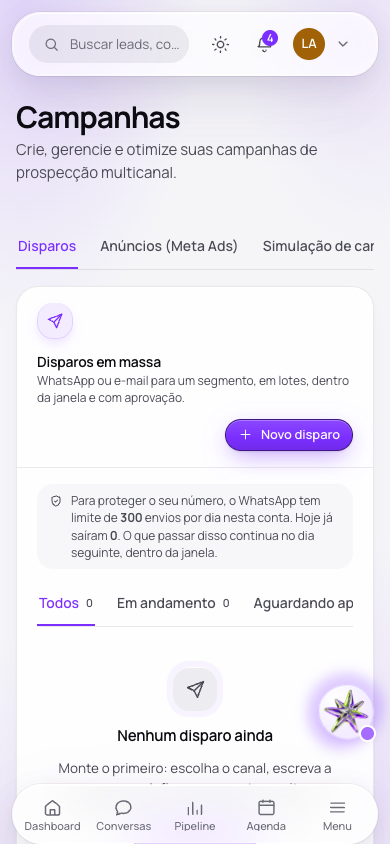 Buscar leads, co...
4
LA
Campanhas
Crie, gerencie e otimize suas campanhas de
prospecção multicanal.
Disparos
Anúncios (Meta Ads)
Simulação de
Disparos em massa
WhatsApp ou e-mail para um segmento, em lotes, dentro
da janela e com aprovação.
Novo disparo
Para proteger o seu número, o WhatsApp tem
limite de 300 envios por dia nesta conta. Hoje já
saíram 0. O que passar disso continua no dia
seguinte, dentro da janela.
Todos 0
Em andamento 0
Aguardando ap
Nenhum disparo ainda
Monte o primeiro: escolha o canal, escreva a
Dashboard
Conversas
Pipeline
Agenda
Menu